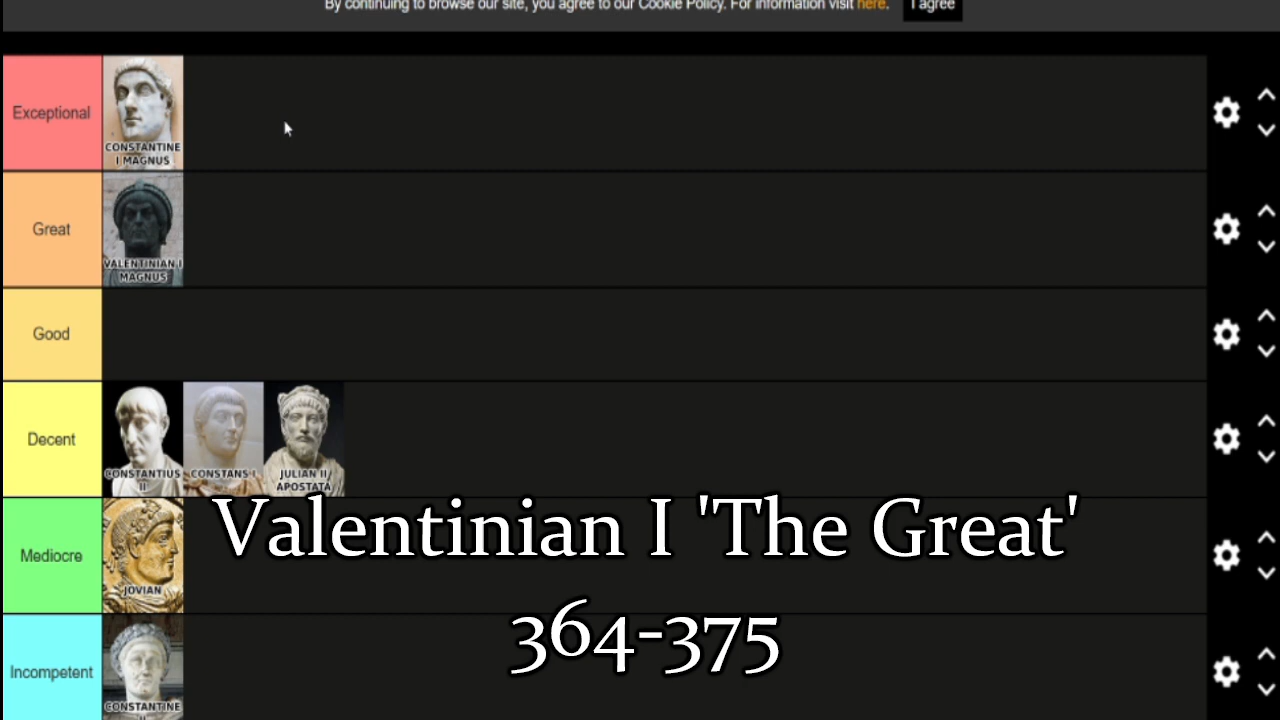 By continuing to browse our site, you agree to our Cookie Policy. For information visit here. I agree
Exceptional
CONSTANTINE
I MAGNUS
Great
VALENTINIAN I
MAGNUS
Good
Decent
CONSTANTIUS
II
CONSTANS I
JULIAN II
APOSTATA
Valentinian I 'The Great'
Mediocre
JOVIAN
364-375
Incompetent
CONSTANTINE
II